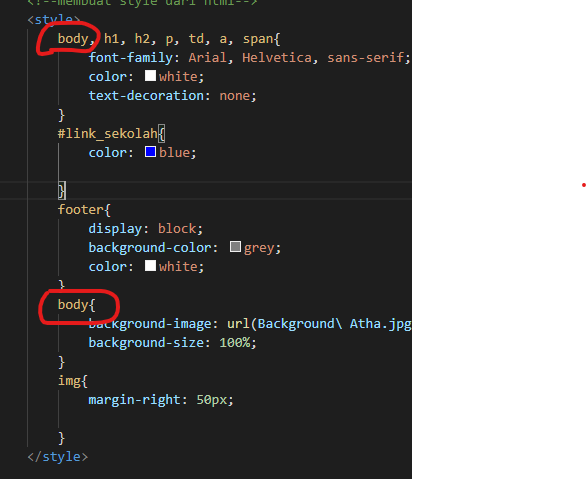 <!--membuat style dari html-->
<style>
body, h1, h2, p, td, a, span{
font-family: Arial, Helvetica, sans-serif;
color: white;
text-decoration: none;
}
#link_sekolah{
color: blue;
}
footer{
display: block;
background-color: grey;
color: white;
}
body{
background-image: url(Background\ Atha.jpg
background-size: 100%;
}
img{
margin-right: 50px;
}
</style>